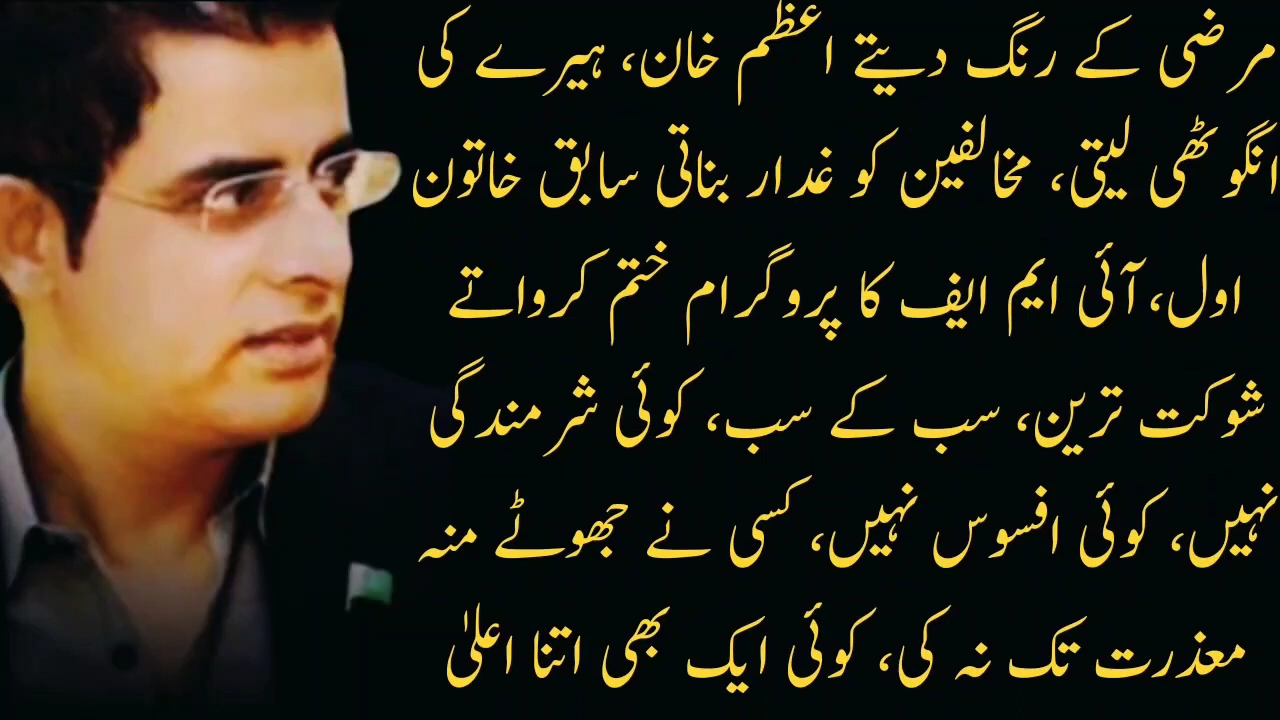 مرضی کے رنگ دیتے اعظم خان، ہیرے کی
انگوٹھی لیتی، مخالفین کو غدار بناتی سابق خاتون
اول،آئی ایم ایف کا پروگرام ختم کرواتے
شوکت ترین، سب کے سب، کوئی شرمندگی
نہیں، کوئی افسوس نہیں، کسی نے جھوٹے منہ
معذرت تک نہ کی، کوئی ایک بھی اتنا اعلیٰ